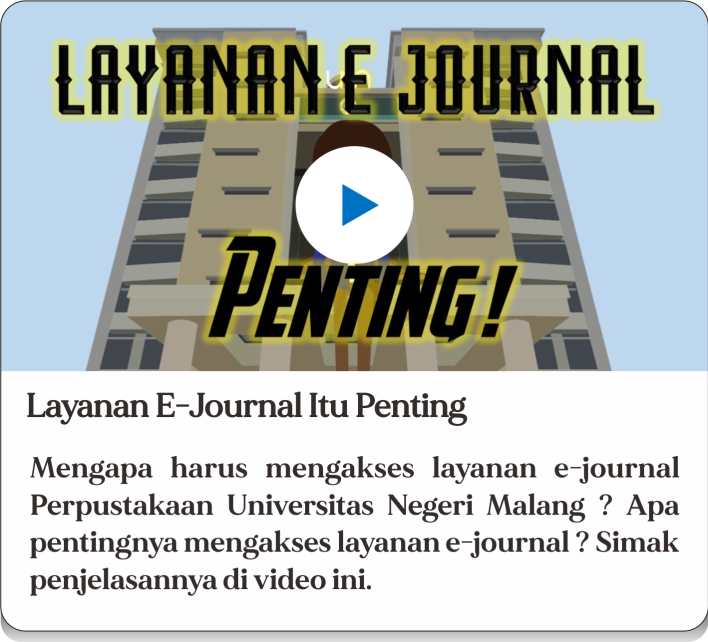 LAYANAN E JOURNAL
PENTING!
Layanan E-Journal Itu Penting
Mengapa harus mengakses layanan e-journal
Perpustakaan Universitas Negeri Malang ? Apa
pentingnya mengakses layanan e-journal ? Simak
penjelasannya di video ini.